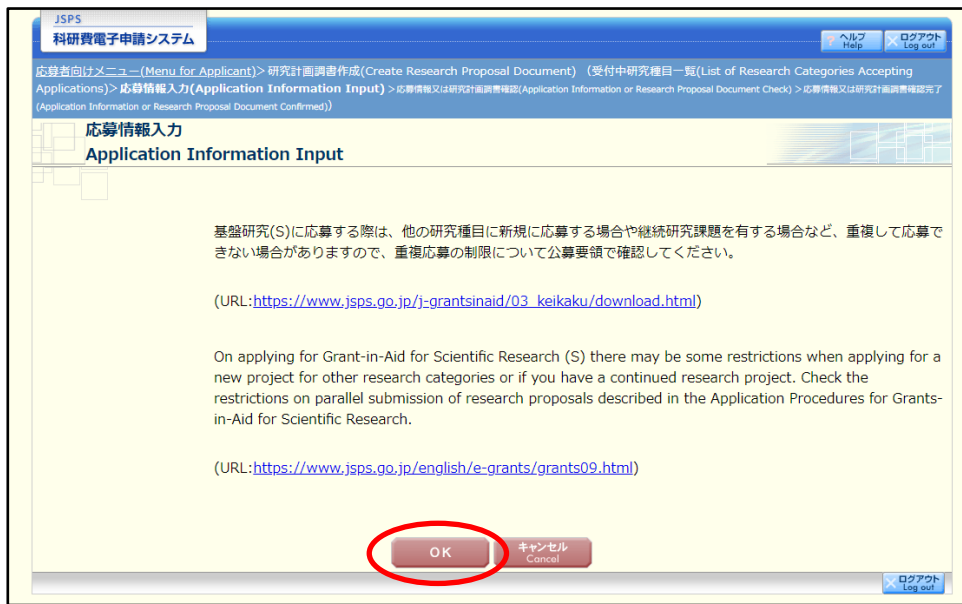 JSPS
科研費電子申請システム
? ヘルプ
Help
ログアウト
Log out
応募者向けメニュー(Menu for Applicant)>研究計画調書作成(Create Research Proposal Document) (受付中研究種目一覧(List of Research Categories Accepting
Applications)>応募情報入力(Application Information Input)>応募情報又は研究計画調書確認(Application Information or Research Proposal Document Check)>応募情報又は研究計画調書確認完了
(Application Information or Research Proposal Document Confirmed))
応募情報入力
Application Information Input
基盤研究(S)に応募する際は、他の研究種目に新規に応募する場合や継続研究課題を有する場合など、重複して応募で
きない場合がありますので、重複応募の制限について公募要領で確認してください。
(URL:https://www.jsps.go.jp/j-grantsinaid/03_keikaku/download.html)
On applying for Grant-in-Aid for Scientific Research (S) there may be some restrictions when applying for a
new project for other research categories or if you have a continued research project. Check the
restrictions on parallel submission of research proposals described in the Application Procedures for Grants-
in-Aid for Scientific Research.
(URL:https://www.jsps.go.jp/english/e-grants/grants09.html)
OK
キャンセル
Cancel
ログアウト
Log out